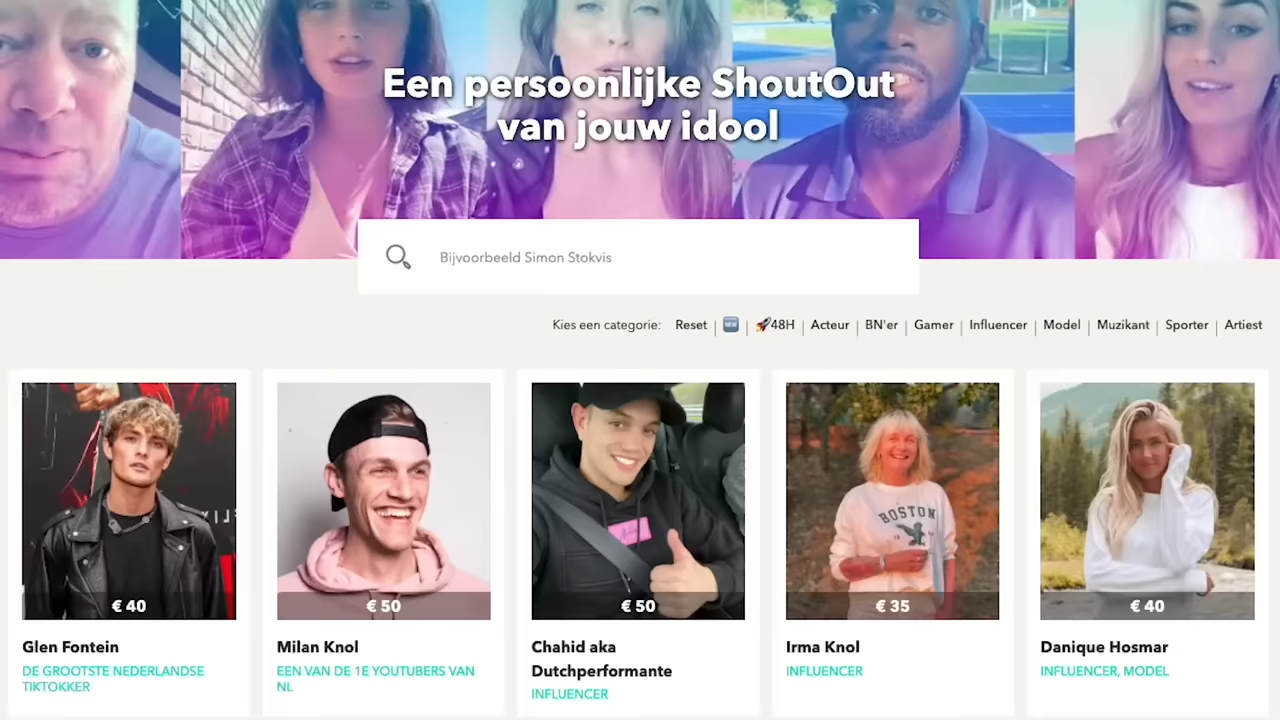 Een persoonlijke ShoutOut
van jouw idool
Bijvoorbeeld Simon Stokvis
Kies een categorie: Reset | NEW | 🚀48H | Acteur | BN'er | Gamer | Influencer | Model | Muzikant | Sporter | Artiest
BOSTON
€ 40
€ 50
€ 50
€ 35
€ 40
Glen Fontein
DE GROOTSTE NEDERLANDSE
TIKTOKKER
Milan Knol
EEN VAN DE 1E YOUTUBERS VAN
NL
Chahid aka
Dutchperformante
INFLUENCER
Irma Knol
INFLUENCER
Danique Hosmar
INFLUENCER, MODEL